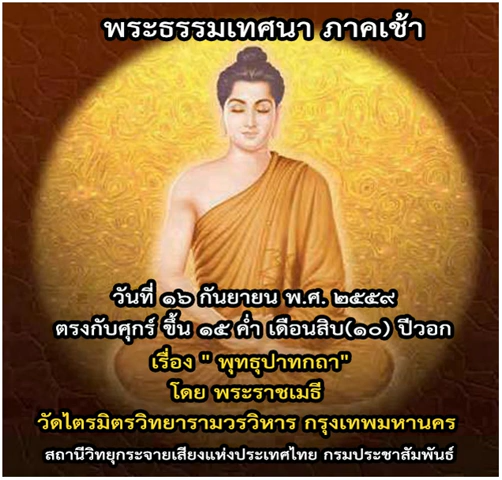 พระธรรมเทศนา ภาคเช้า
วันที่ ๑๖ กันยายน พ.ศ. ๒๕๕๙
ตรงกับศุกร์ ขึ้น ๑๕ ค่ำ เดือนสิบ(๑๐) ปีวอก
เรื่อง " พุทธุปาทกถา"
โดย พระราชเมธี
วัดไตรมิตรวิทยารามวรวิหาร กรุงเทพมหานคร
สถานีวิทยุกระจายเสียงแห่งประเทศไทย กรมประชาสัมพันธ์